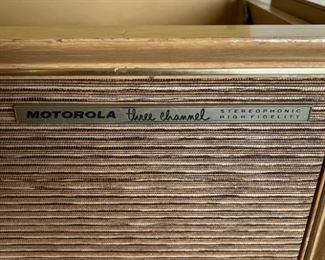 MOTOROLA three channel STEREOPHONIC
HIGH FIDELITY